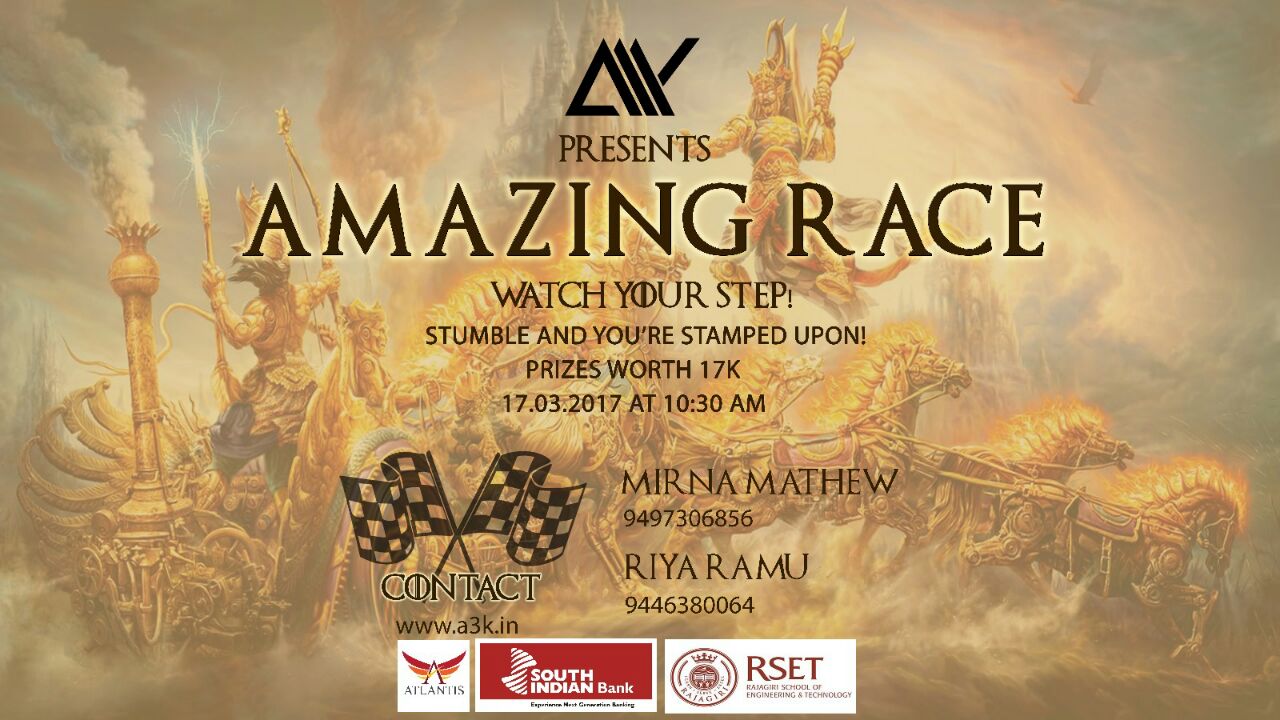 PRESENTS
AMAZING RACE
WATCH YOUR STEP!
STUMBLE AND YOU'RE STAMPED UPON!
PRIZES WORTH 17K
17.03.2017 AT 10:30 AM
MIRNA MATHEW
9497306856
RIYA RAMU
9446380064
CONTACT
www.a3k.in
ATLANTIS
SOUTH
INDIAN Bank
Experience Next Generation Banking
RAJAGIRI
RSET
RAJAGIRI SCHOOL OF
ENGINEERING & TECHNOLOGY